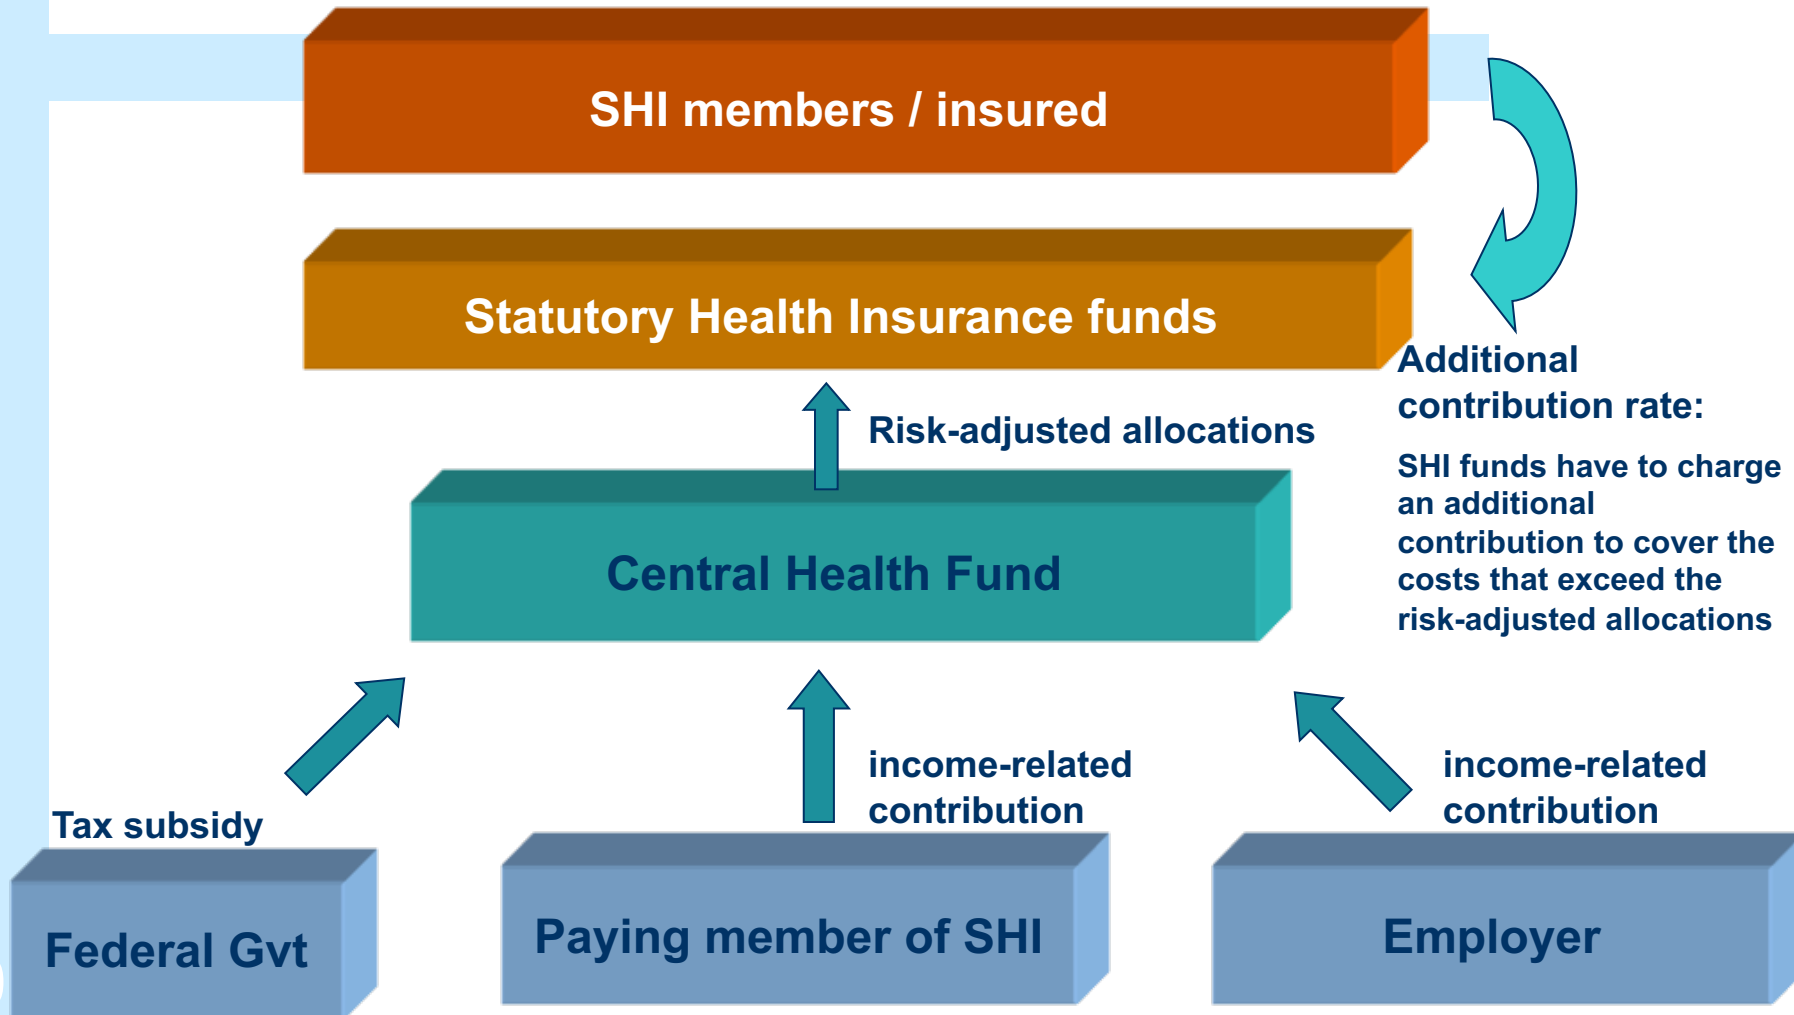 SHI members / insured
Statutory Health Insurance funds
Additional
contribution rate:
SHI funds have to charge
an additional
contribution to cover the
costs that exceed the
risk-adjusted allocations
Risk-adjusted allocations
Central Health Fund
Tax subsidy
income-related
contribution
income-related
contribution
Federal Gvt
Paying member of SHI
Employer